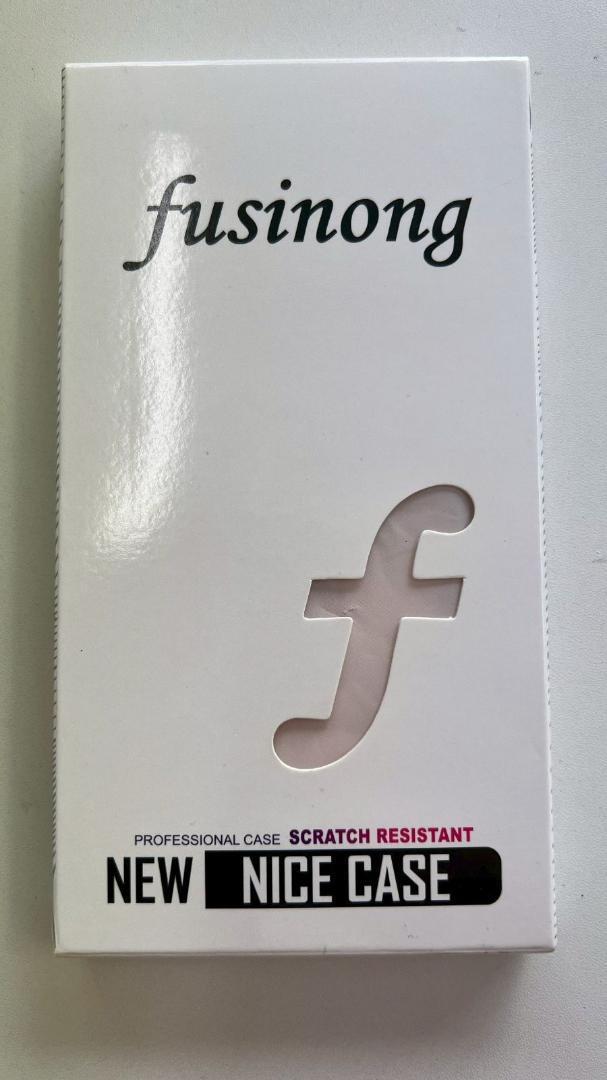 fusinong
f
PROFESSIONAL CASE SCRATCH RESISTANT
NEW NICE CASE